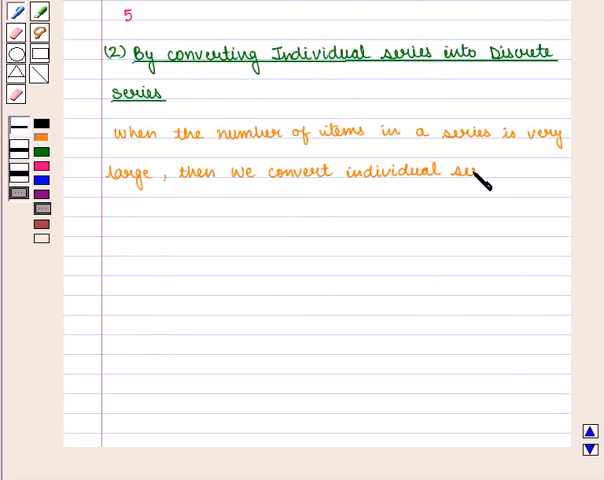 5
(2) By converting Individual series into Discrete
series
When the number of items in a series is very
large, then we convert individual se